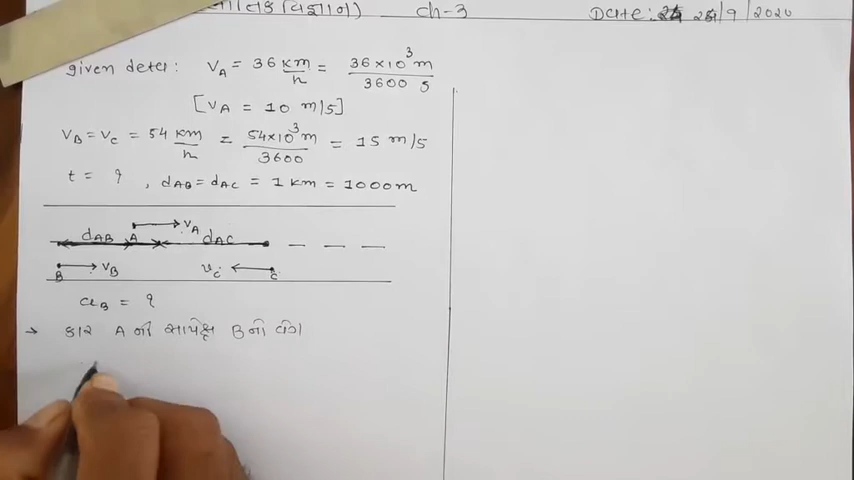 ch-3 Date: 25/9/2020
given deter: V_A = 36 km/h = 36×10³ m / 3600 s
[V_A = 10 m/s]
V_B = V_C = 54 km/h = 54×10³ m / 3600 = 15 m/s
t = ? , d_AB = d_AC = 1 km = 1000 m
d_AB A V_A d_AC
B V_B V_C C
a_B = ?
→ કાર A ની સાપેક્ષે B નો વેગ